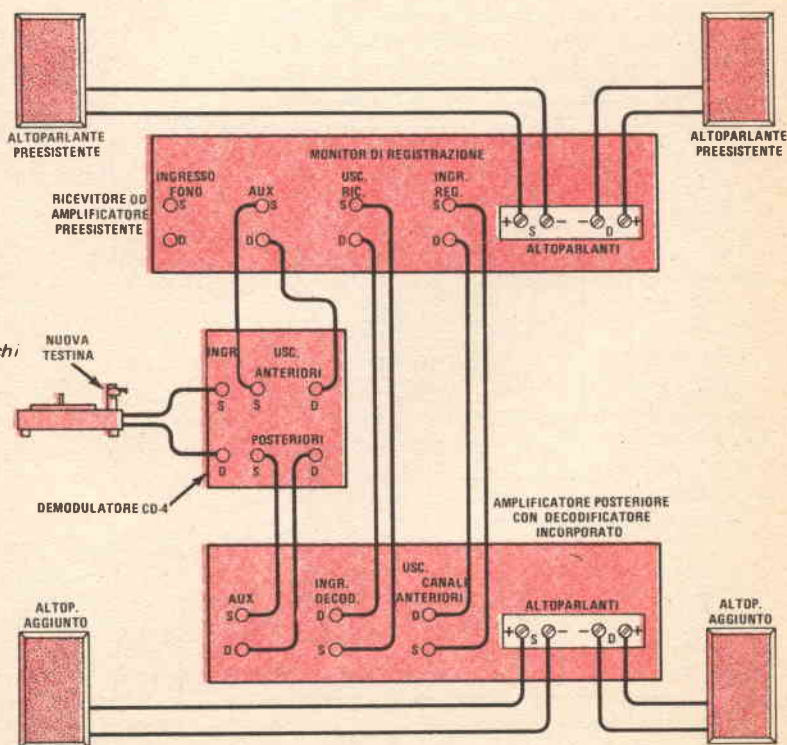 ALTOPARLANTE
PREESISTENTE
ALTOPARLANTE
PREESISTENTE
MONITOR DI REGISTRAZIONE
RICEVITORE OD
AMPLIFICATORE
PREESISTENTE
INGRESSO
FONO
S
D
AUX
S
D
USC.
RIC.
S
D
INGR.
REG.
S
D
+ S - - D +
ALTOPARLANTI
chi
NUOVA
TESTINA
INGR.
USC.
ANTERIORI
S
S
D
POSTERIORI
D
S
D
DEMODULATORE CD-4
AMPLIFICATORE POSTERIORE
CON DECODIFICATORE
INCORPORATO
AUX
S
D
INGR.
DECOD.
D
S
USC.
CANALI
ANTERIORI
D
S
ALTOPARLANTI
+ S - - D +
ALTOP.
AGGIUNTO
ALTOP.
AGGIUNTO